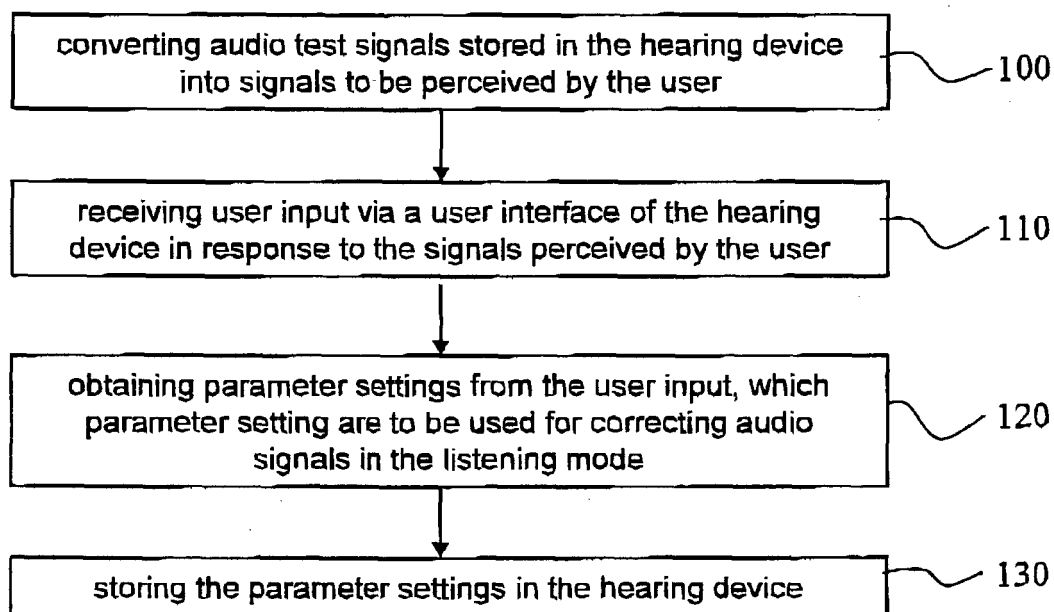 converting audio test signals stored in the hearing device
into signals to be perceived by the user
100
receiving user input via a user interface of the hearing
device in response to the signals perceived by the user
110
obtaining parameter settings from the user input, which
parameter setting are to be used for correcting audio
signals in the listening mode
120
storing the parameter settings in the hearing device
130